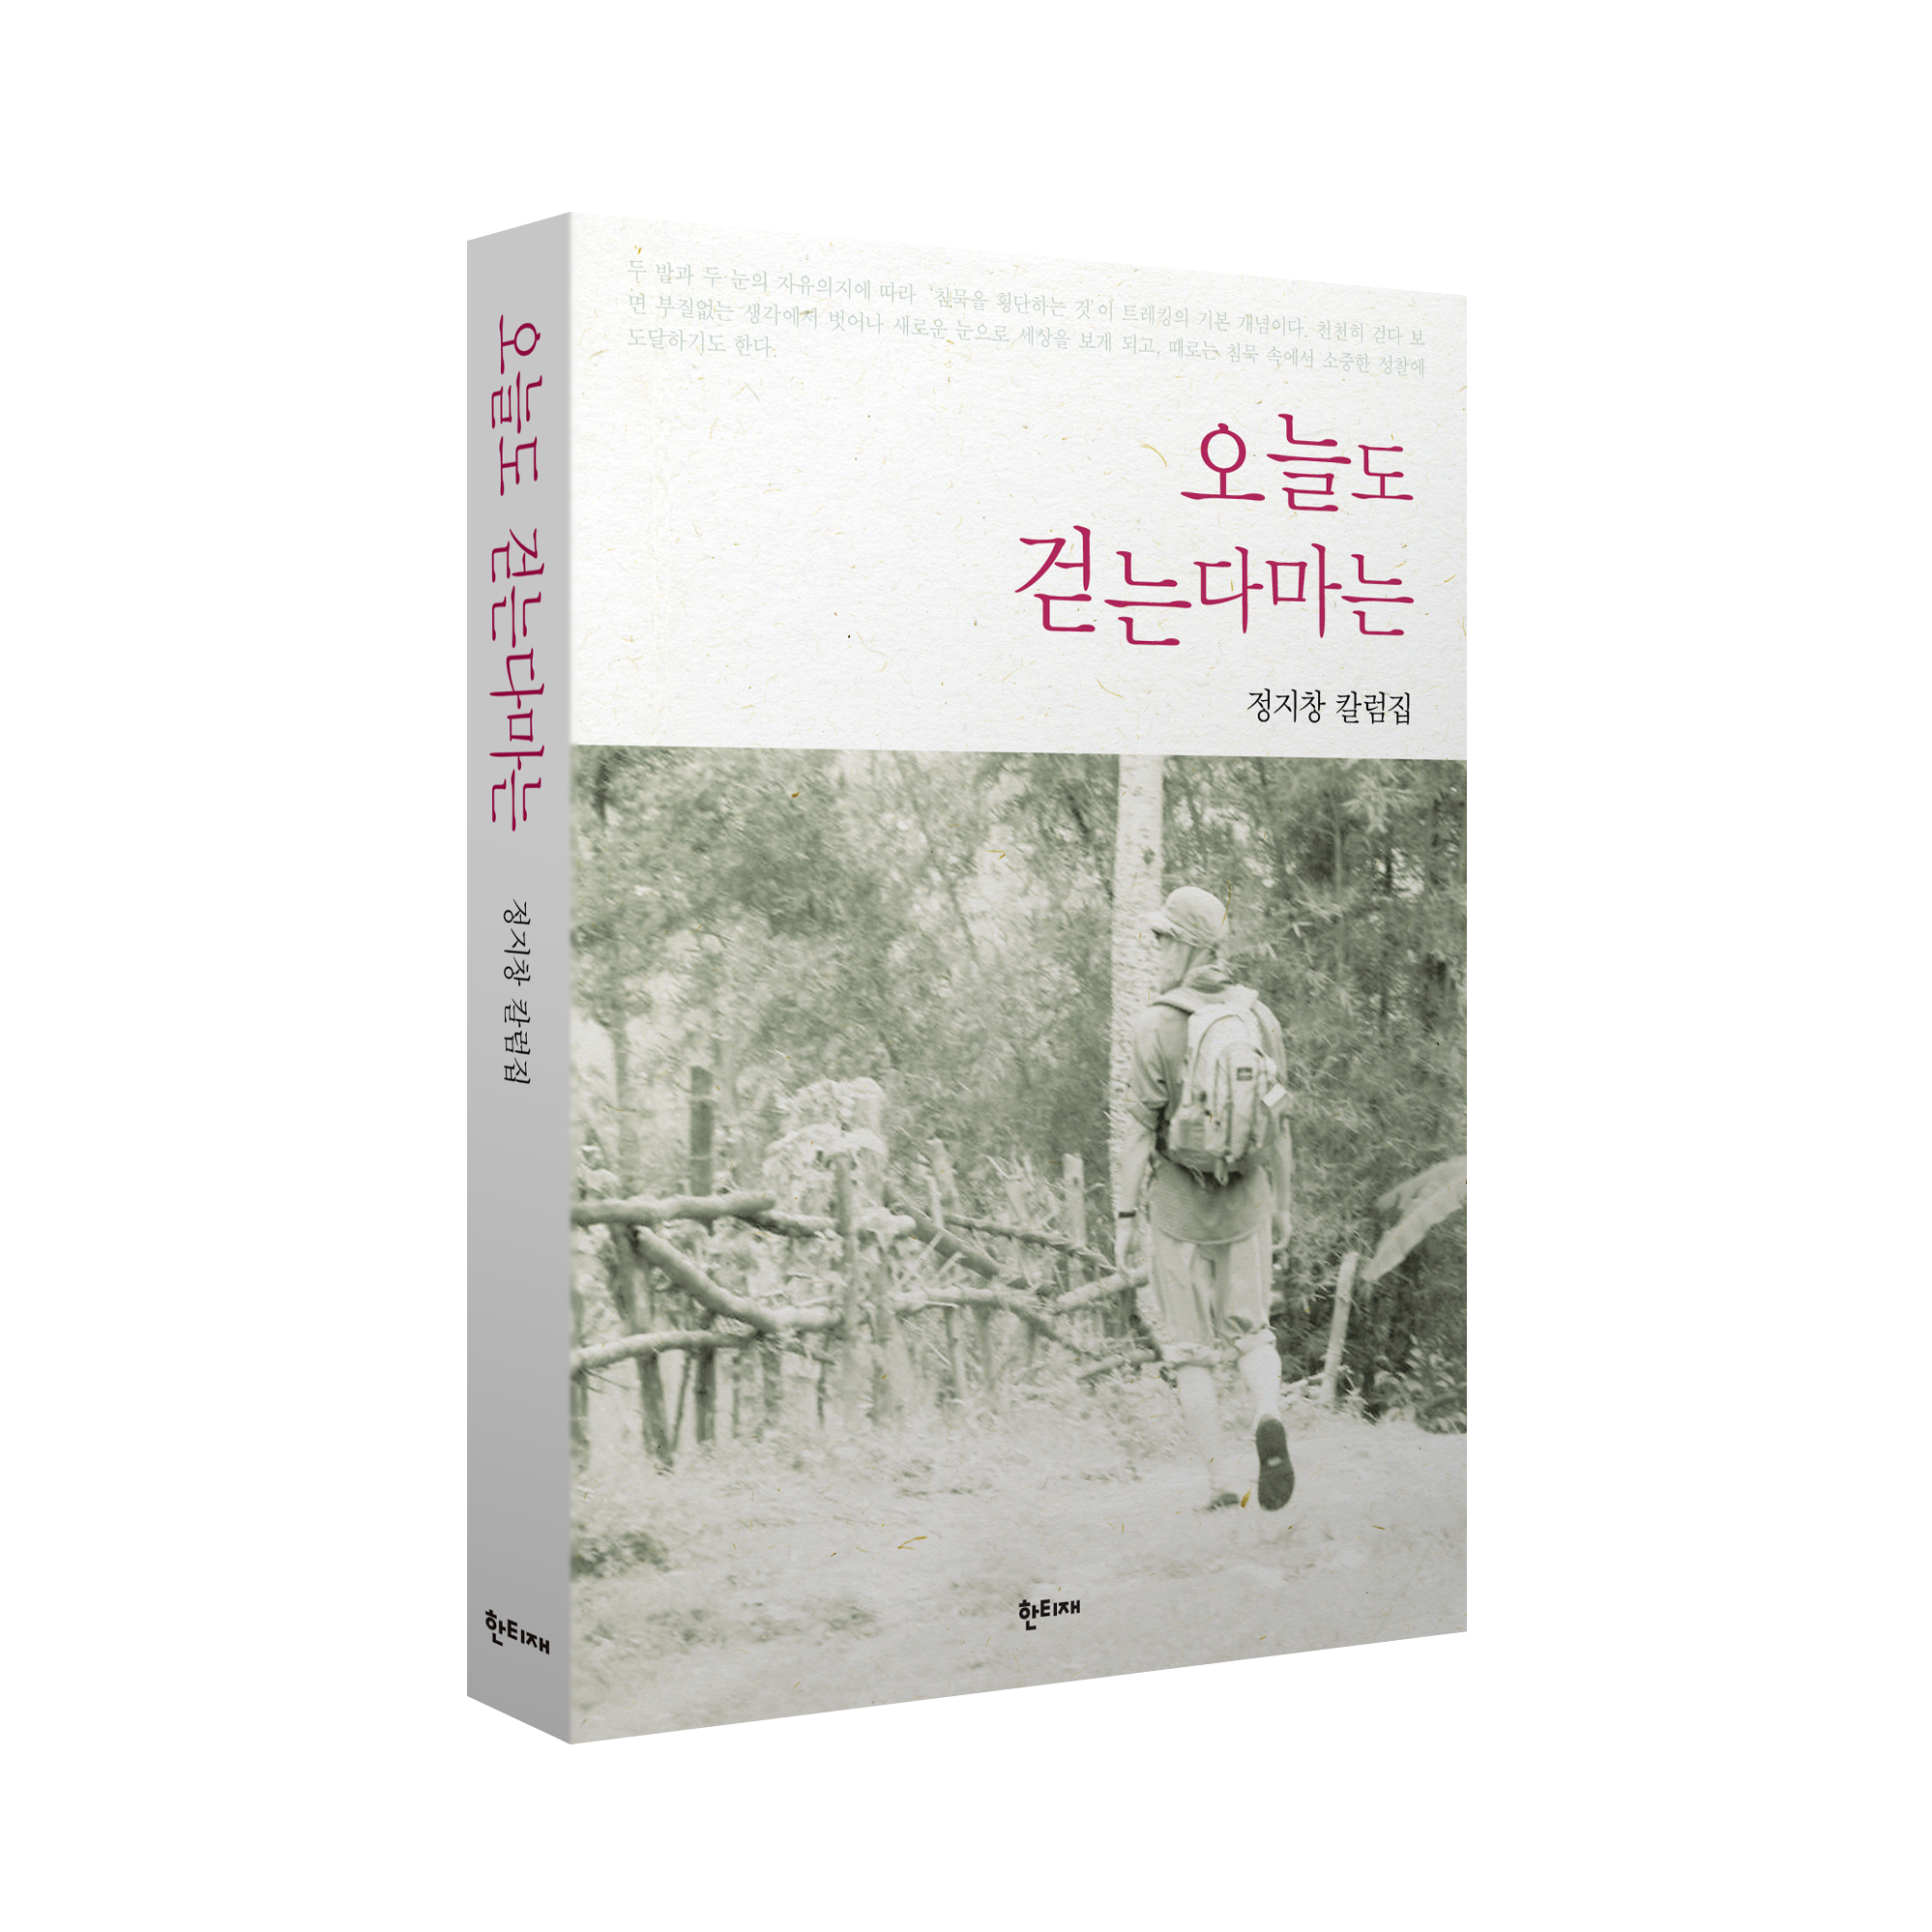 두 발과 두 눈의 자유의지에 따라 ‘침묵을 횡단하는 것’이 트레킹의 기본 개념이다. 천천히 걷다 보
면 부질없는 생각에서 벗어나 새로운 눈으로 세상을 보게 되고, 때로는 침묵 속에서 소중한 성찰에
도달하기도 한다.
오늘도
걷는다마는
정지창 칼럼집
한티재
오늘도 걷는다마는
정지창 칼럼집
한티재